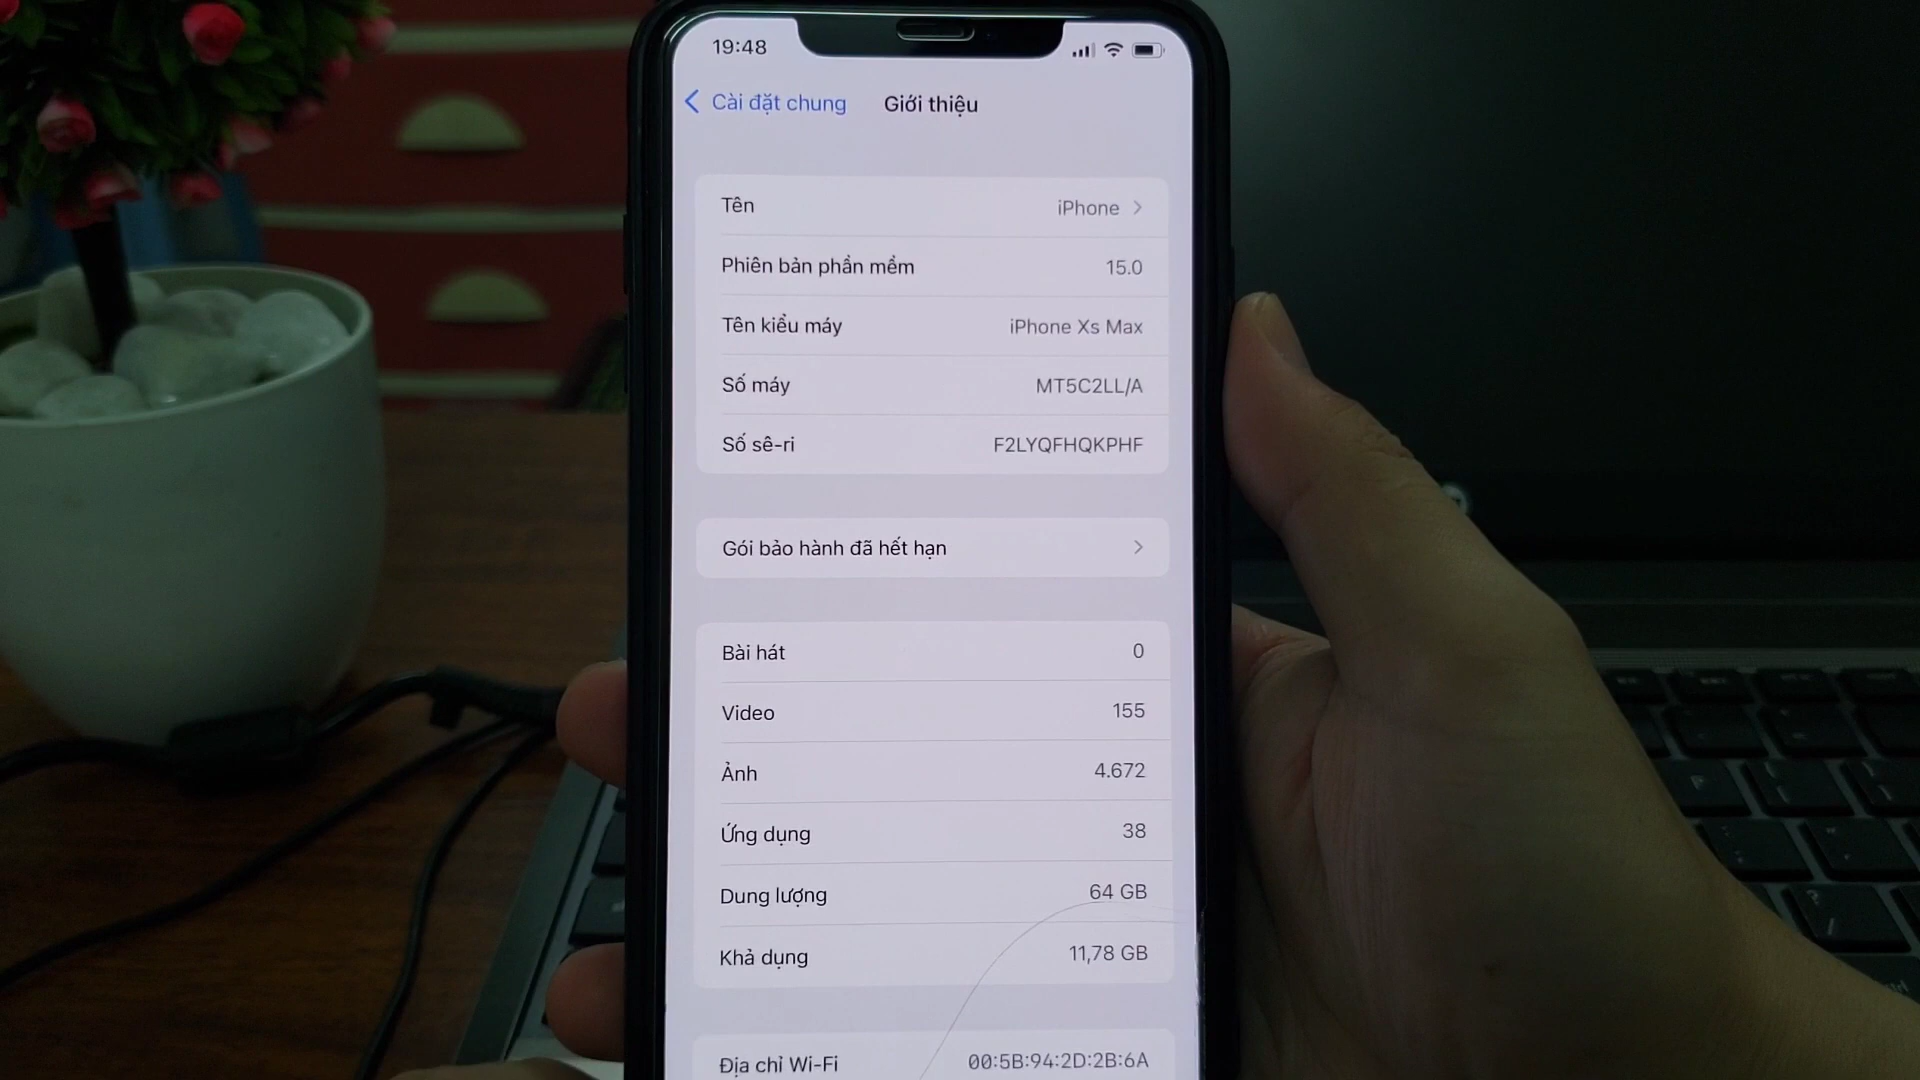 19:48
Cài đặt chung
Giới thiệu
Tên
iPhone
Phiên bản phần mềm
15.0
Tên kiểu máy
iPhone Xs Max
Số máy
MT5C2LL/A
Số sê-ri
F2LYQFHQKPHF
Gói bảo hành đã hết hạn
Bài hát
0
Video
155
Ảnh
4.672
Ứng dụng
38
Dung lượng
64 GB
Khả dụng
11,78 GB
Địa chỉ Wi-Fi
00:5B:94:2D:2B:6A